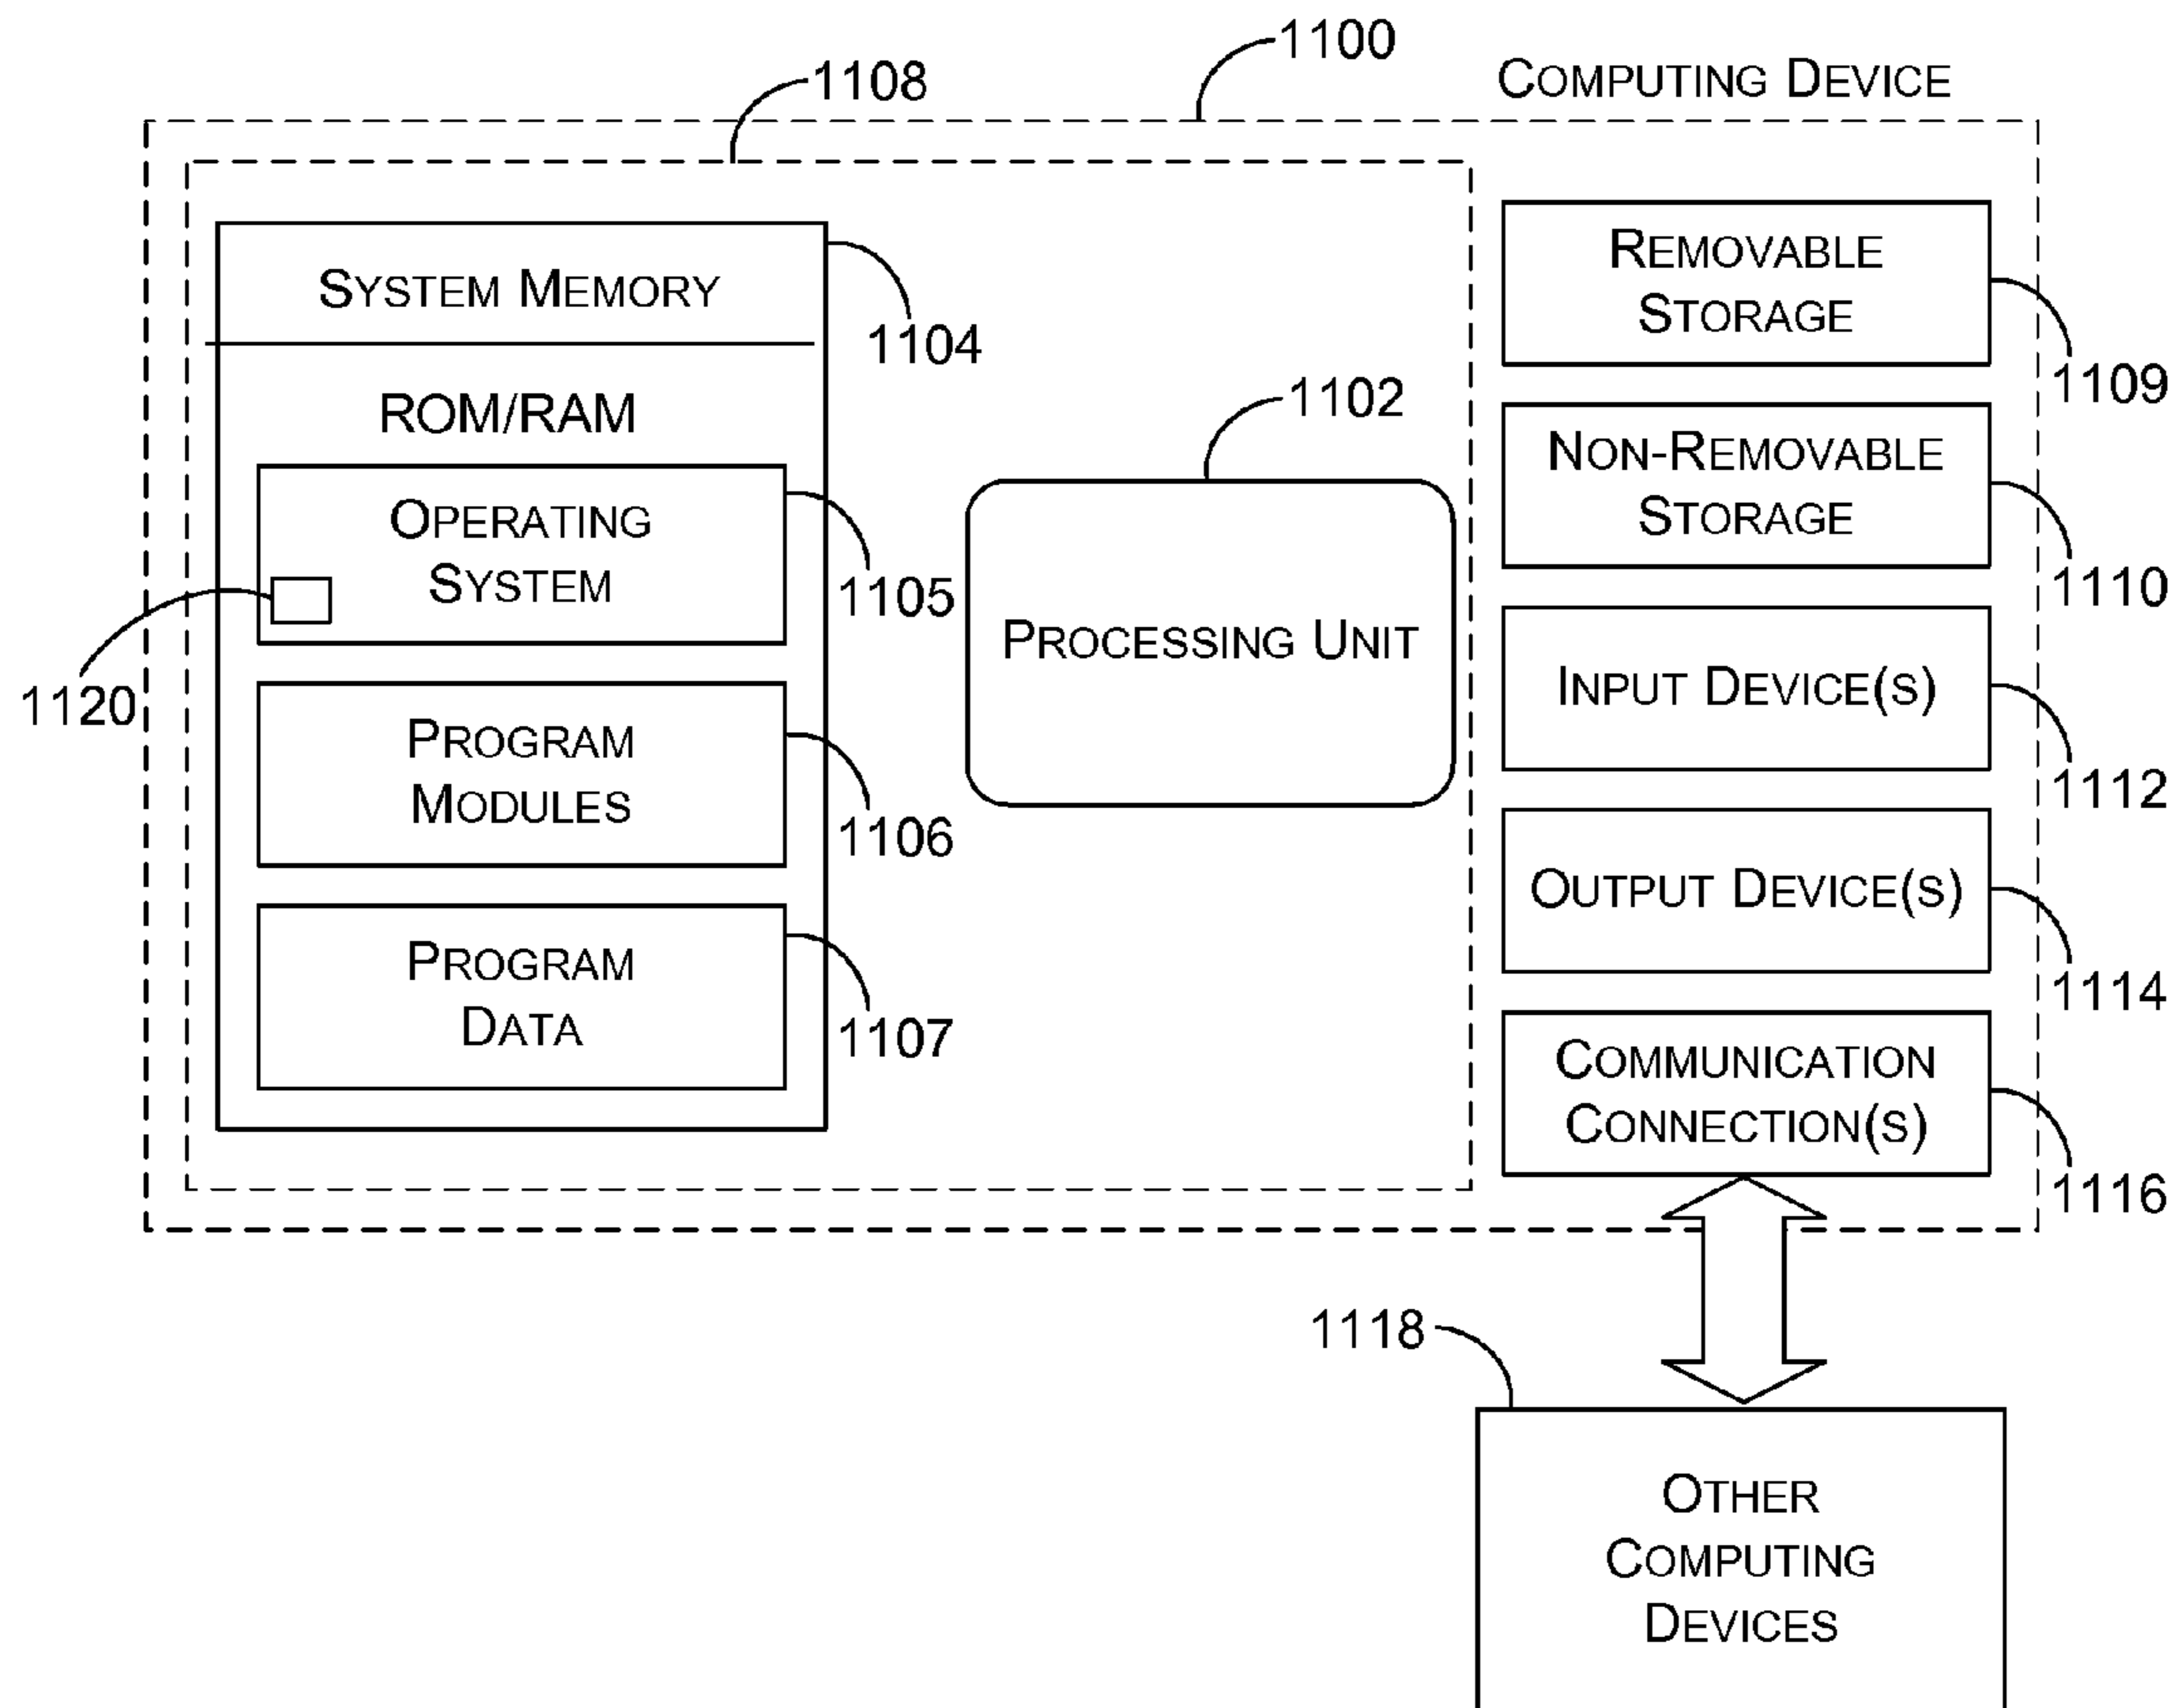 1100
COMPUTING DEVICE
1108
SYSTEM MEMORY
1104
ROM/RAM
OPERATING
SYSTEM
1105
1120
PROGRAM
MODULES
1106
PROGRAM
DATA
1107
1102
PROCESSING UNIT
REMOVABLE
STORAGE
1109
NON-REMOVABLE
STORAGE
1110
INPUT DEVICE(S)
1112
OUTPUT DEVICE(S)
1114
COMMUNICATION
CONNECTION(S)
1116
1118
OTHER
COMPUTING
DEVICES